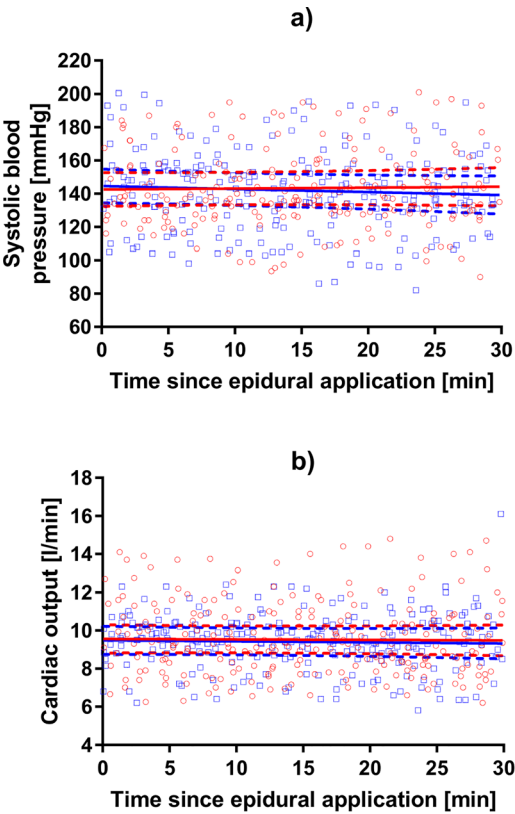 a)
Systolic blood
pressure [mmHg]
220
200
180
160
140
120
100
80
60
0 5 10 15 20 25 30
Time since epidural application [min]
b)
Cardiac output [l/min]
18
16
14
12
10
8
6
4
0 5 10 15 20 25 30
Time since epidural application [min]